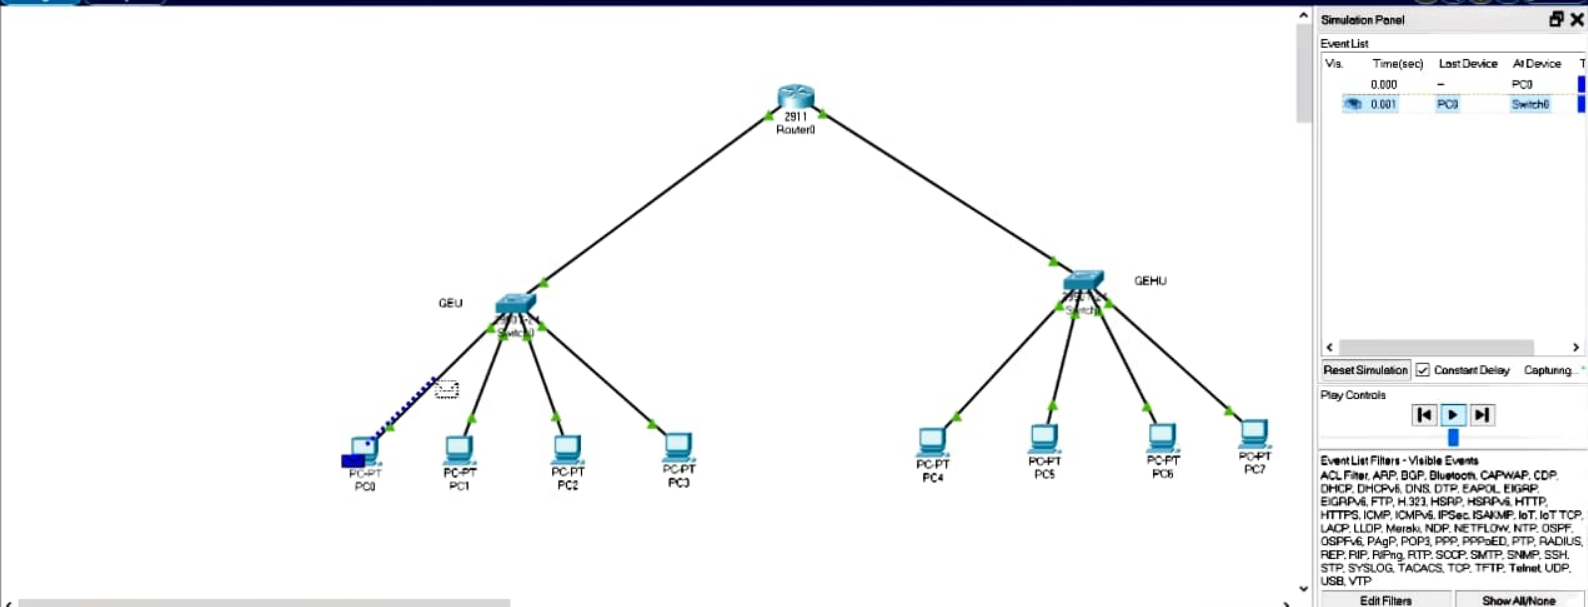 Simulation Panel
Event List
Vis. Time(sec) Last Device At Device T
0.000 – PC0
0.001 PC0 Switch0
2911
Router0
GEU
GEHU
Switch0
PC-PT
PC0
PC-PT
PC1
PC-PT
PC2
PC-PT
PC3
PC-PT
PC4
PC-PT
PC5
PC-PT
PC6
PC-PT
PC7
Reset Simulation Constant Delay Capturing...
Play Controls
Event List Filters - Visible Events
ACL Filter, ARP, BGP, Bluetooth, CAPWAP, CDP,
DHCP, DHCPv6, DNS, DTP, EAPOL, EIGRP,
EIGRPv6, FTP, H.323, HSRP, HSRPv6, HTTP,
HTTPS, ICMP, ICMPv6, IPSec, ISAKMP, IoT, IoT TCP,
LACP, LLDP, Meraki, NDP, NETFLOW, NTP, OSPF,
OSPFv6, PAgP, POP3, PPP, PPPoED, PTP, RADIUS,
REP, RIP, RIPng, RTP, SCCP, SMTP, SNMP, SSH,
STP, SYSLOG, TACACS, TCP, TFTP, Telnet, UDP,
USB, VTP
Edit Filters Show All/None